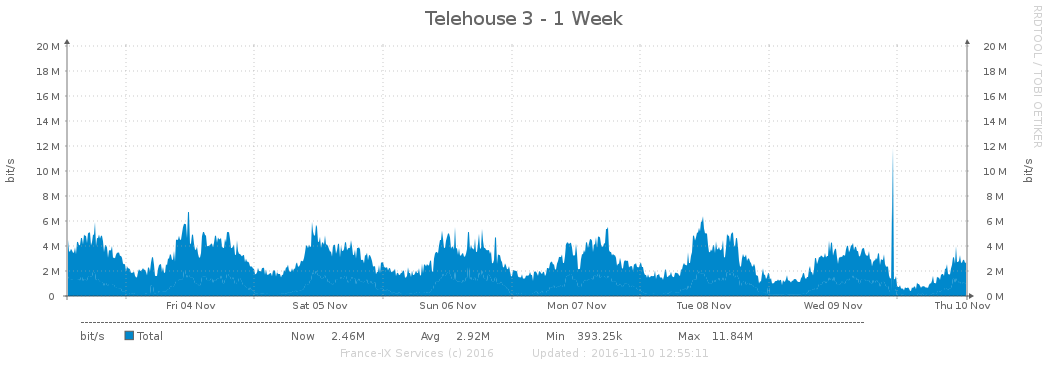 Telehouse 3 - 1 Week
RRDTOOL / TOBI OETIKER
20 M 20 M
18 M 18 M
16 M 16 M
14 M 14 M
12 M 12 M
10 M 10 M
8 M 8 M
6 M 6 M
4 M 4 M
2 M 2 M
0 0 M
bit/s bit/s
Fri 04 Nov Sat 05 Nov Sun 06 Nov Mon 07 Nov Tue 08 Nov Wed 09 Nov Thu 10 Nov
bit/s Total Now 2.46M Avg 2.92M Min 393.25k Max 11.84M
France-IX Services (c) 2016 Updated : 2016-11-10 12:55:11